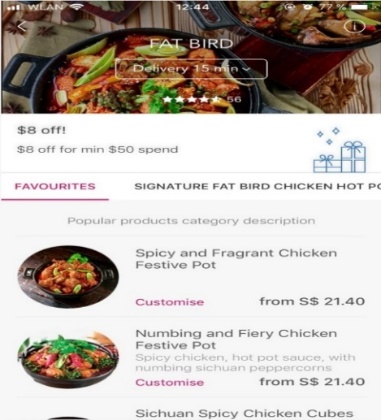 WLAN 12:44 77 %
FAT BIRD
Delivery 15 min
56
$8 off!
$8 off for min $50 spend
FAVOURITES SIGNATURE FAT BIRD CHICKEN HOT PO
Popular products category description
Spicy and Fragrant Chicken
Festive Pot
Customise from S$ 21.40
Numbing and Fiery Chicken
Festive Pot
Spicy chicken, hot pot sauce, with
numbing sichuan peppercorns
Customise from S$ 21.40
Sichuan Spicy Chicken Cubes